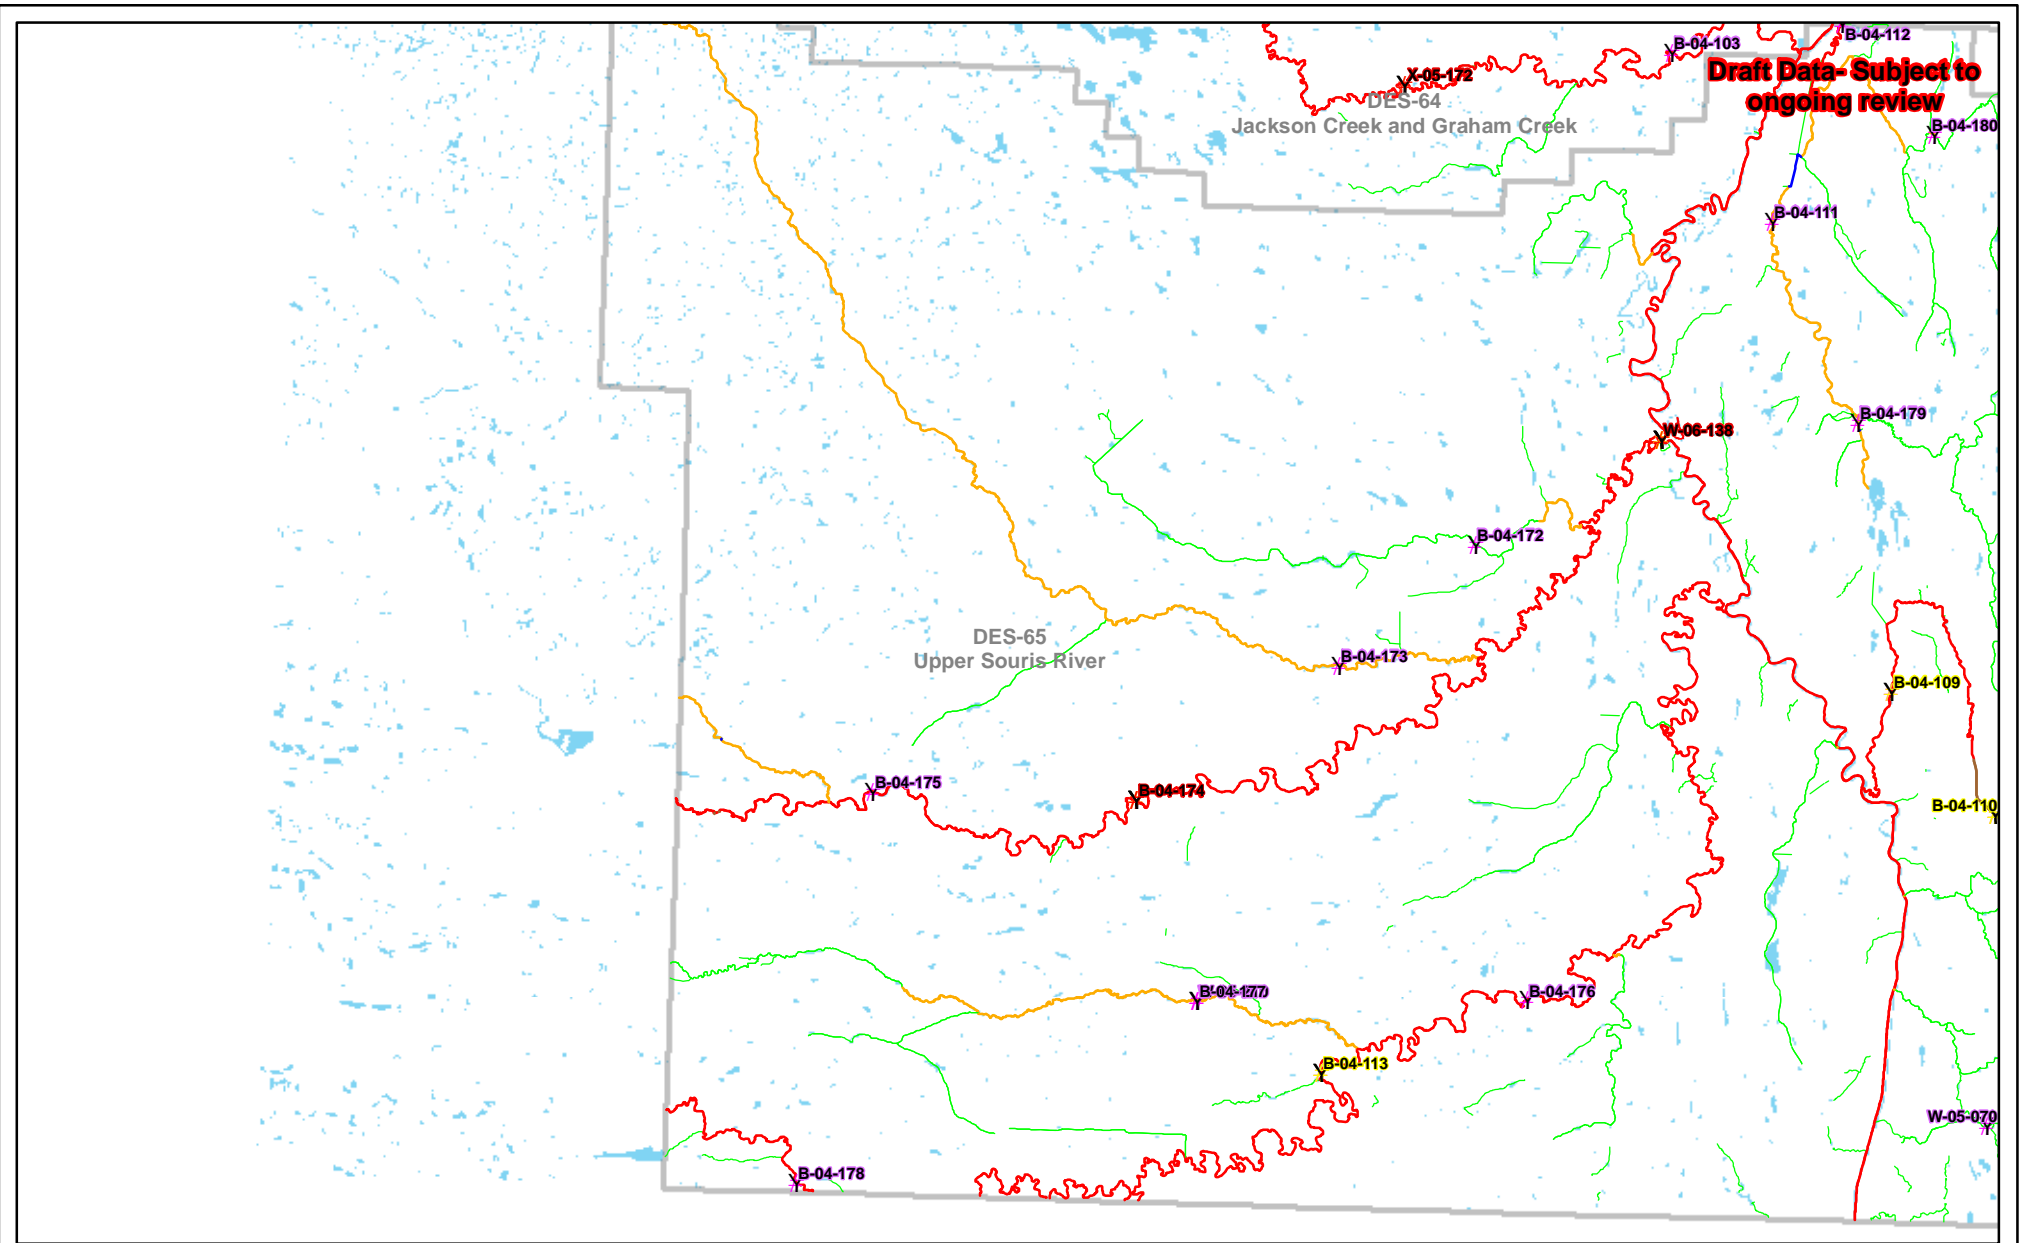 B-04-103
B-04-112
X-05-172
Draft Data- Subject to
ongoing review
DES-64
Jackson Creek and Graham Creek
B-04-180
B-04-111
B-04-179
W-06-138
B-04-172
DES-65
Upper Souris River
B-04-173
B-04-109
B-04-175
B-04-174
B-04-110
B-04-177
B-04-176
B-04-113
W-05-070
B-04-178